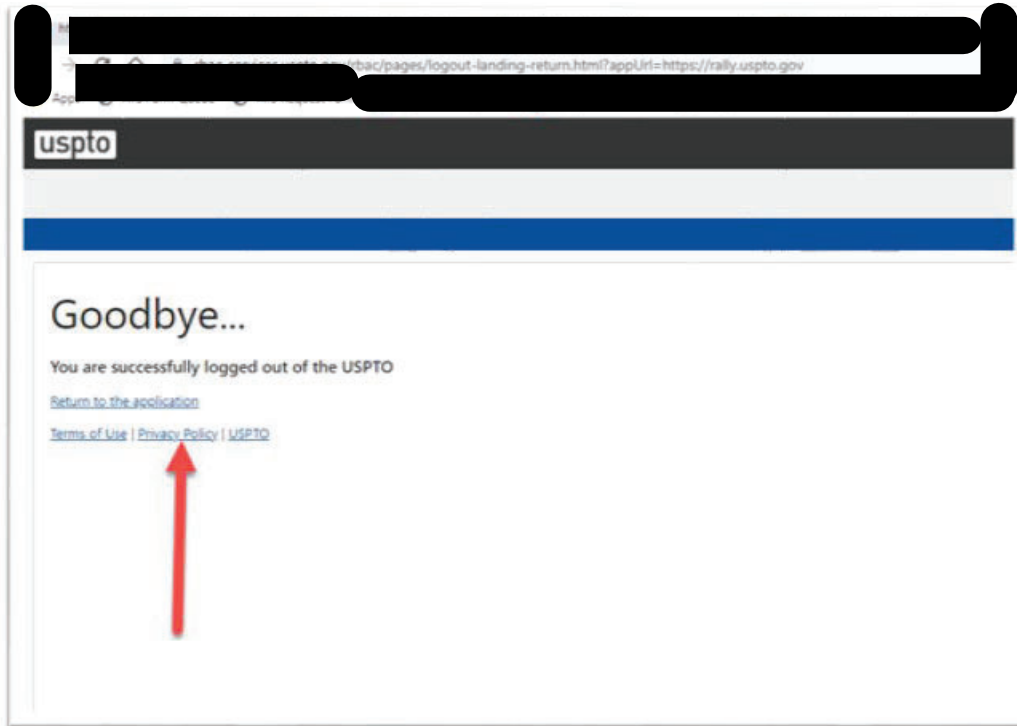 /rbac/pages/logout-landing-return.html?appUrl=https://rally.uspto.gov
uspto
Goodbye...
You are successfully logged out of the USPTO
Return to the application
Terms of Use | Privacy Policy | USPTO